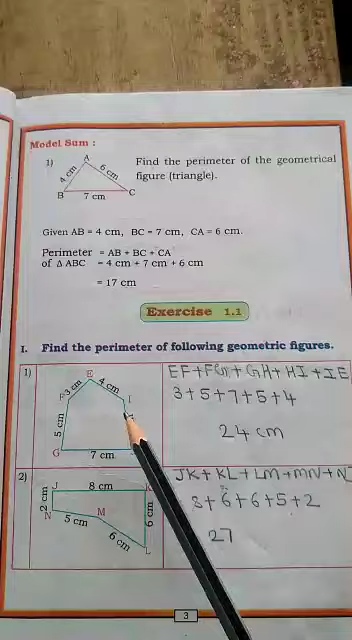 Model Sum :
1)
A
4 cm
6 cm
B
7 cm
C
Find the perimeter of the geometrical
figure (triangle).
Given AB = 4 cm, BC = 7 cm, CA = 6 cm.
Perimeter = AB + BC + CA
of Δ ABC = 4 cm + 7 cm + 6 cm
= 17 cm
Exercise 1.1
I. Find the perimeter of following geometric figures.
1)
E
3 cm
4 cm
F
I
5 cm
G
7 cm
EF+FG+GH+HI+IE
3+5+7+5+4
24 cm
2)
J
8 cm
2 cm
N
M
5 cm
6 cm
6 cm
L
JK+KL+LM+MN+N
8+6+6+5+2
27
3